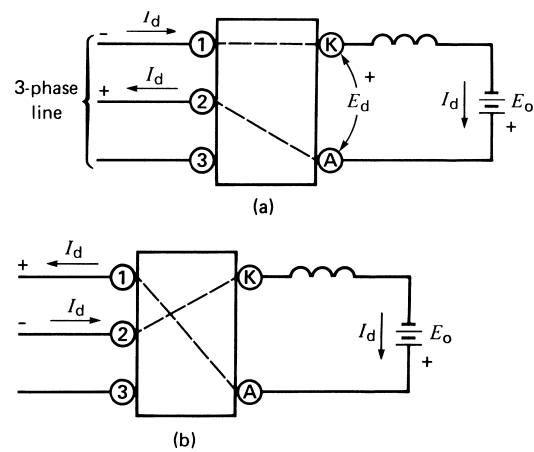 − I_d 1 K
3-phase line
+ I_d 2 + E_d I_d E_o +
3 A
(a)
+ I_d 1 K
− I_d 2 I_d E_o +
3 A
(b)